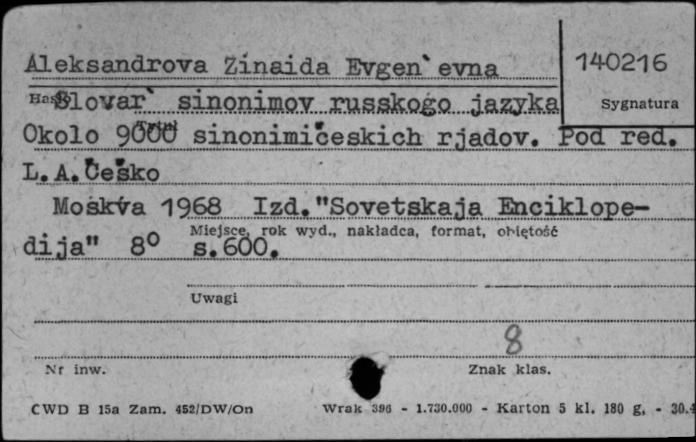 Aleksandrova Zinaida Evgen`evna
140216
Slovar` sinonimov russkogo jazyka
Sygnatura
Okolo 9000 sinonimičeskich rjadov. Pod red.
L.A.Češko
Moskva 1968 Izd."Sovetskaja Enciklope-
Miejsce, rok wyd., nakładca, format, objętość
dija" 8° s.600.
Uwagi
8
Nr inw.
Znak klas.
CWD B 15a Zam. 452/DW/On Wrak 396 - 1.730.000 - Karton 5 kl. 180 g. - 30.4